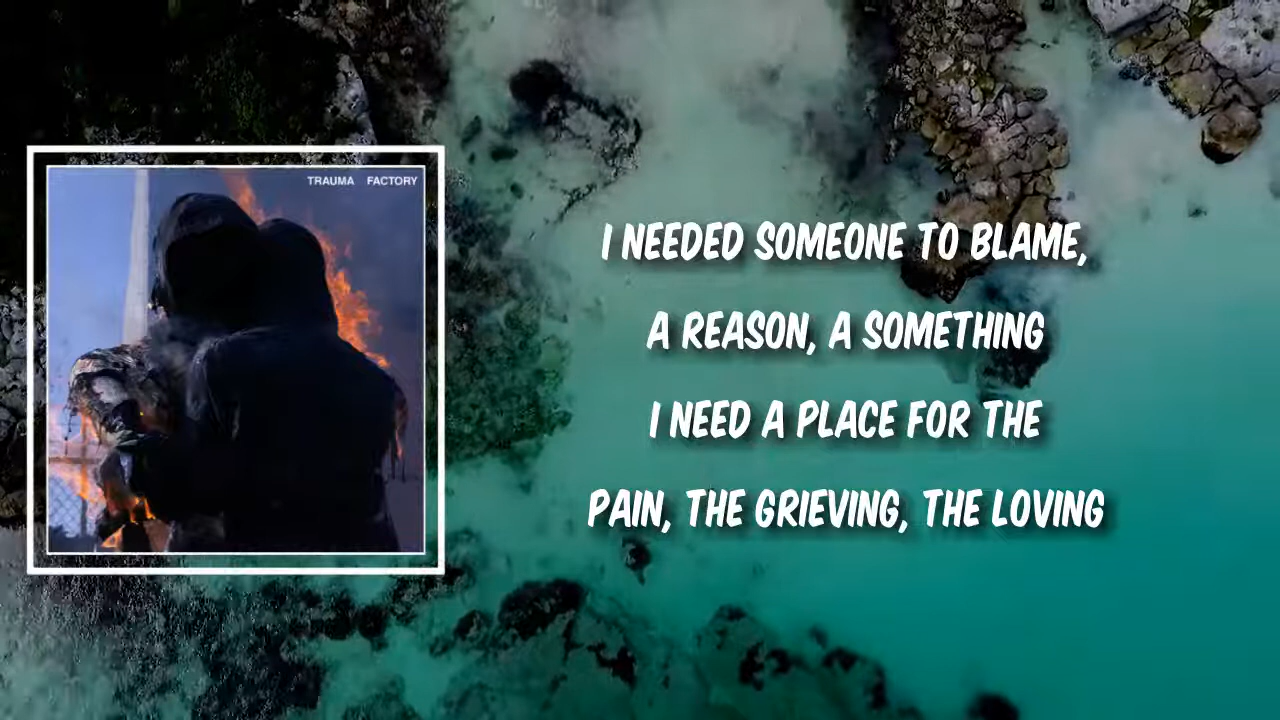 TRAUMA FACTORY
I NEEDED SOMEONE TO BLAME,
A REASON, A SOMETHING
I NEED A PLACE FOR THE
PAIN, THE GRIEVING, THE LOVING